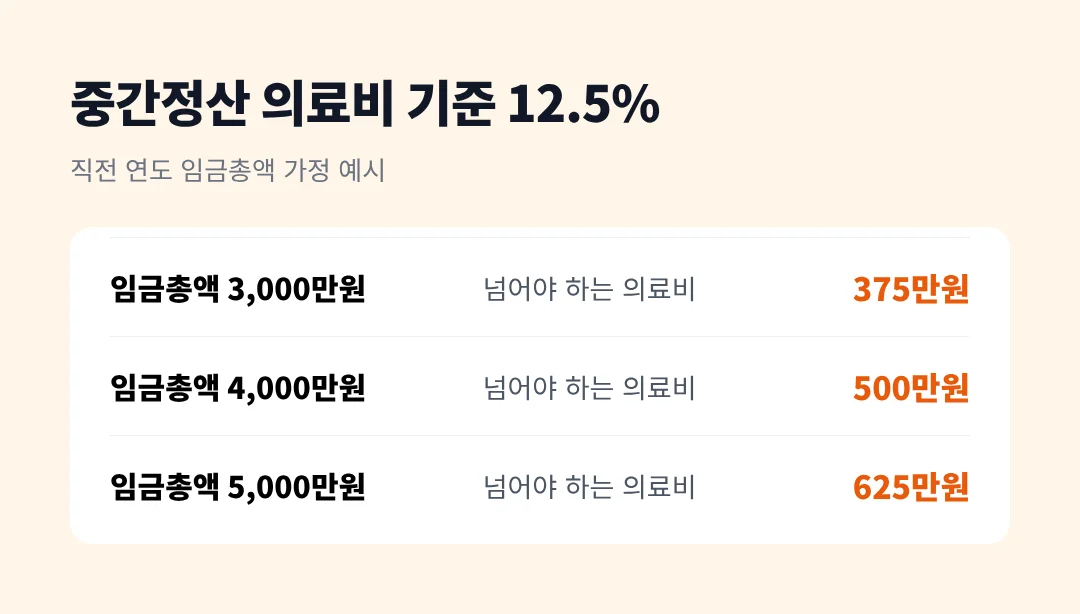 중간정산 의료비 기준 12.5%
직전 연도 임금총액 가정 예시
임금총액 3,000만원 넘어야 하는 의료비 375만원
임금총액 4,000만원 넘어야 하는 의료비 500만원
임금총액 5,000만원 넘어야 하는 의료비 625만원